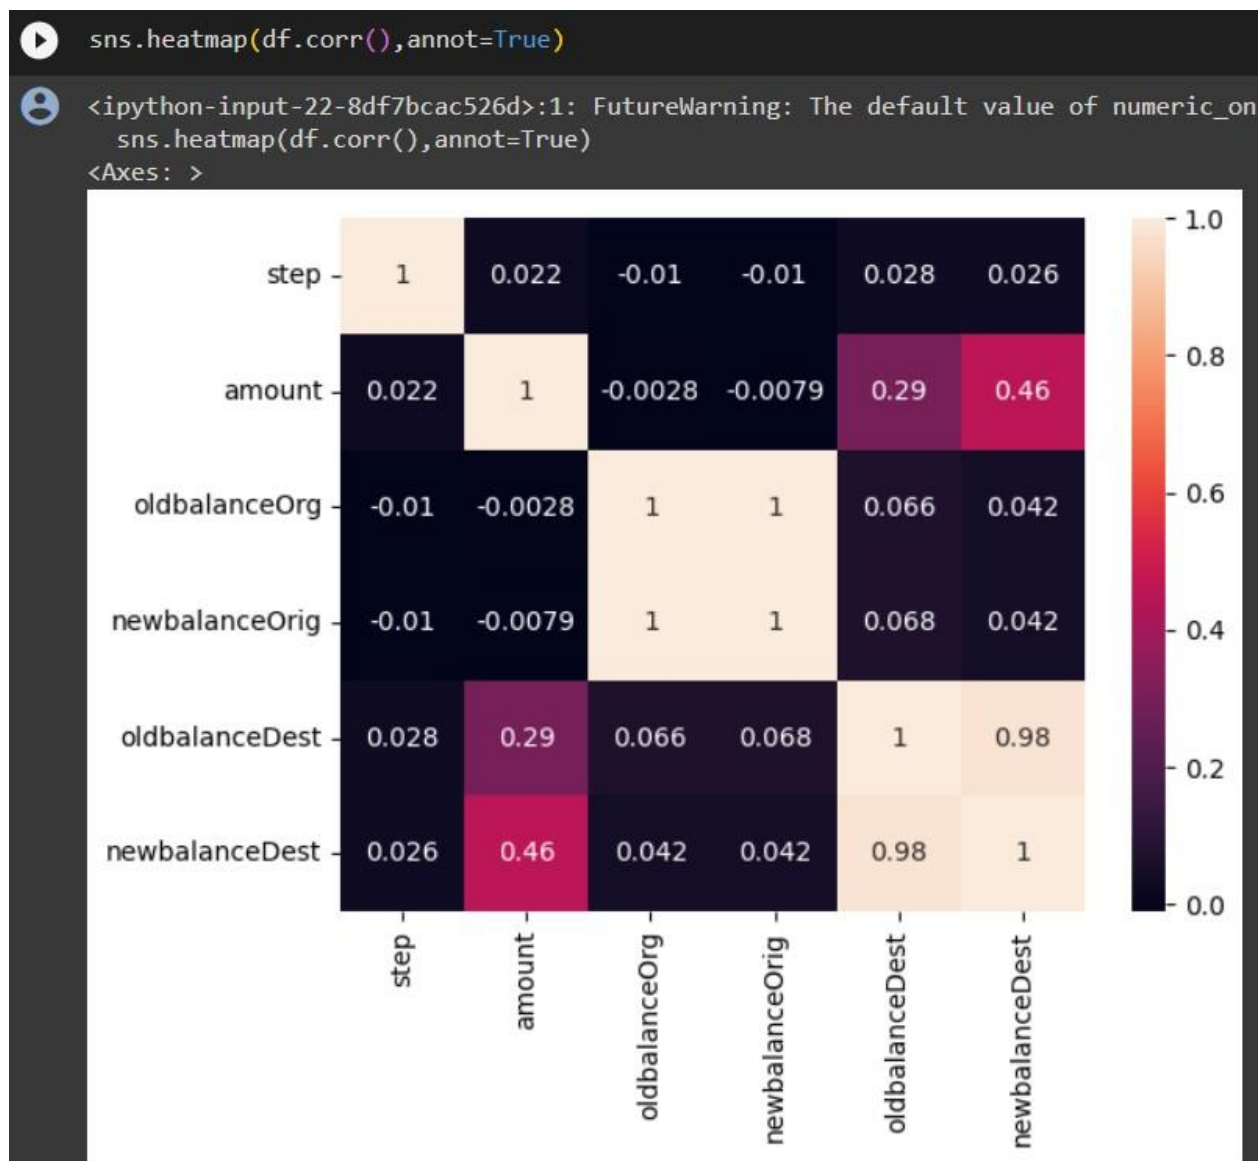 sns.heatmap(df.corr(),annot=True)
<ipython-input-22-8df7bcac526d>:1: FutureWarning: The default value of numeric_on
sns.heatmap(df.corr(),annot=True)
<Axes: >
1.0
step 1 0.022 -0.01 -0.01 0.028 0.026
0.8
amount 0.022 1 -0.0028 -0.0079 0.29 0.46
oldbalanceOrg -0.01 -0.0028 1 1 0.066 0.042
0.6
newbalanceOrig -0.01 -0.0079 1 1 0.068 0.042
0.4
oldbalanceDest 0.028 0.29 0.066 0.068 1 0.98
0.2
newbalanceDest 0.026 0.46 0.042 0.042 0.98 1
0.0
step
amount
oldbalanceOrg
newbalanceOrig
oldbalanceDest
newbalanceDest